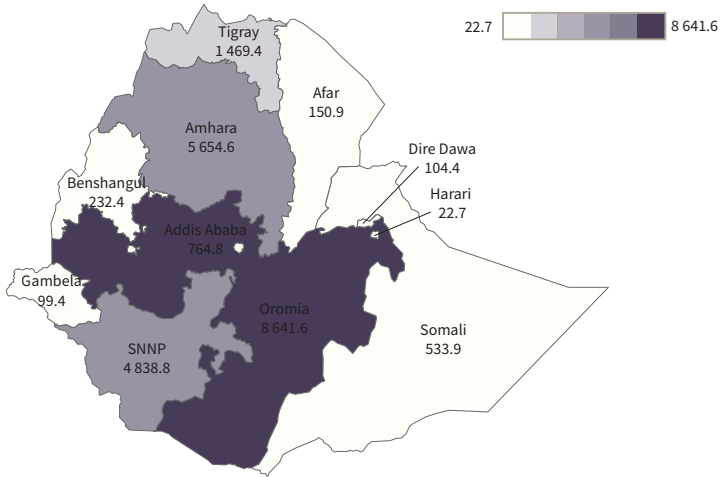 22.7
8 641.6
Tigray
1 469.4
Afar
150.9
Amhara
5 654.6
Dire Dawa
104.4
Benshangul
232.4
Harari
22.7
Addis Ababa
764.8
Gambela
99.4
Oromia
8 641.6
Somali
533.9
SNNP
4 838.8